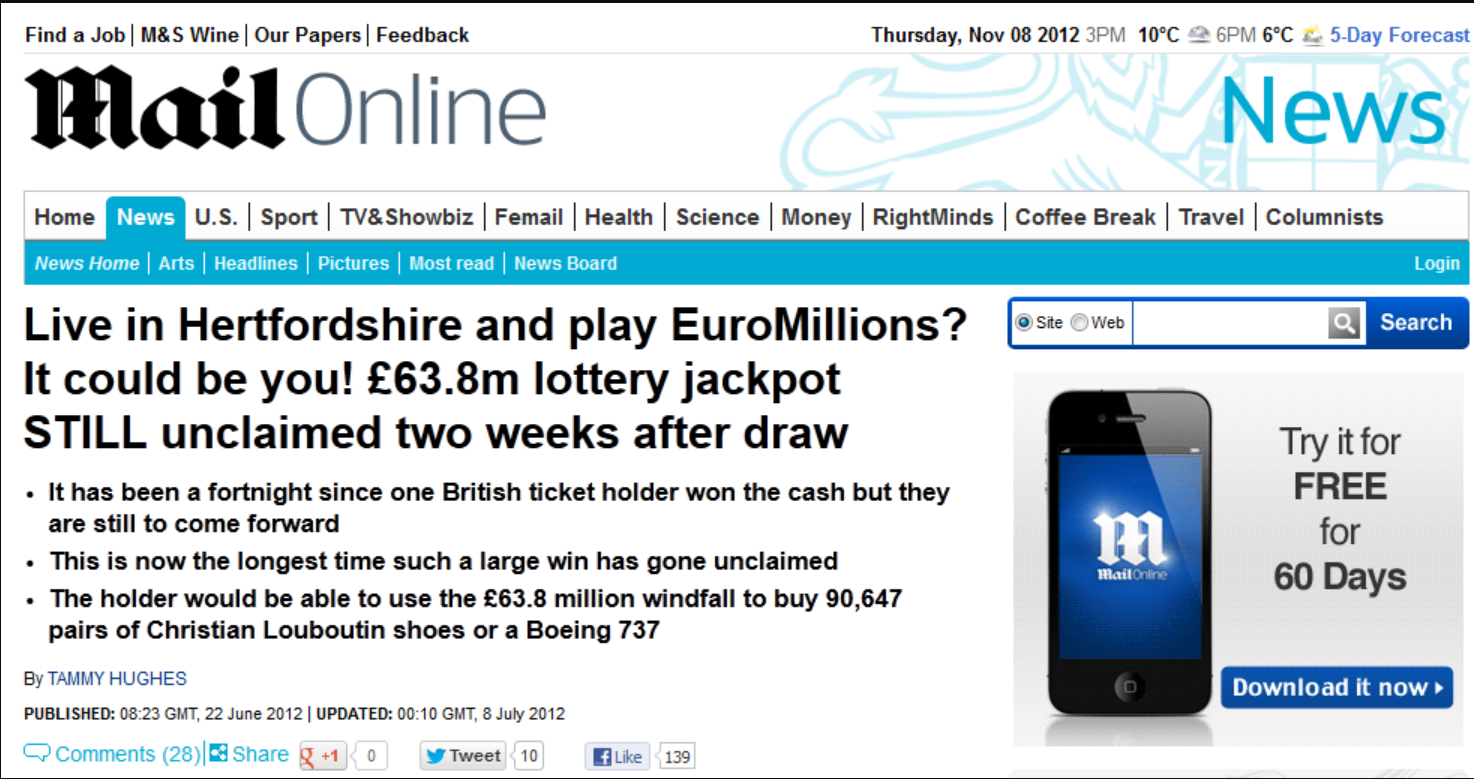 Find a Job | M&S Wine | Our Papers | Feedback
Thursday, Nov 08 2012 3PM 10°C 6PM 6°C 5-Day Forecast
Mail Online
News
Home News U.S. Sport TV&Showbiz Femail Health Science Money RightMinds Coffee Break Travel Columnists
News Home Arts Headlines Pictures Most read News Board
Login
Live in Hertfordshire and play EuroMillions?
It could be you! £63.8m lottery jackpot
STILL unclaimed two weeks after draw
• It has been a fortnight since one British ticket holder won the cash but they
are still to come forward
• This is now the longest time such a large win has gone unclaimed
• The holder would be able to use the £63.8 million windfall to buy 90,647
pairs of Christian Louboutin shoes or a Boeing 737
By TAMMY HUGHES
PUBLISHED: 08:23 GMT, 22 June 2012 | UPDATED: 00:10 GMT, 8 July 2012
Comments (28) Share g +1 0 Tweet 10 f Like 139
Site Web Search
M
Mail Online
Try it for
FREE
for
60 Days
Download it now